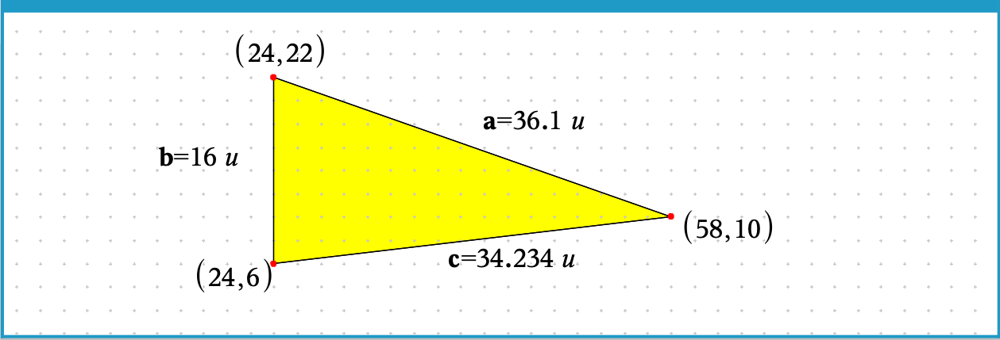 (24,22)
a=36.1 u
b=16 u
(58,10)
c=34.234 u
(24,6)